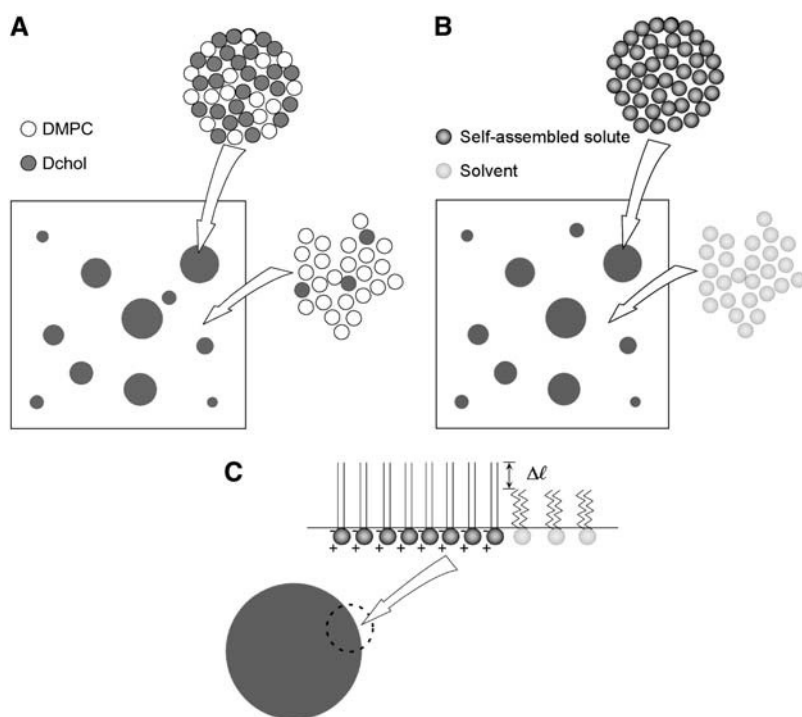 A
DMPC
Dchol
B
Self-assembled solute
Solvent
C
Δℓ
+ + + + + + + +